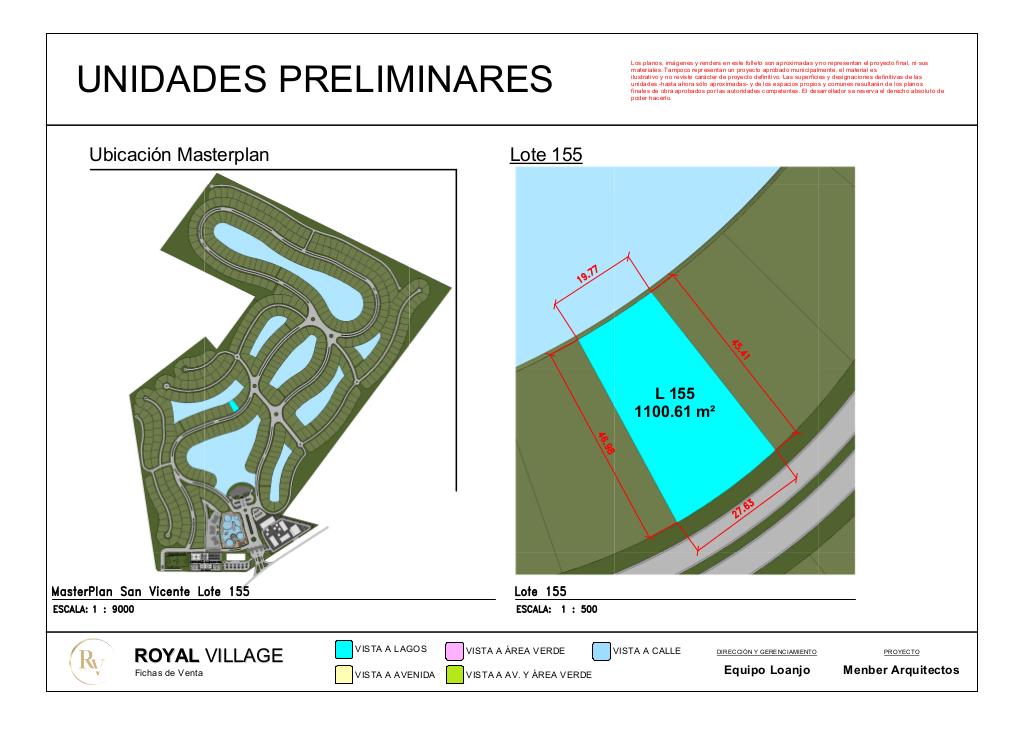 UNIDADES PRELIMINARES
Los planos, imágenes y renders en este folleto son aproximadas y no representan el proyecto final, ni sus
materiales. Tampoco representan un proyecto aprobado municipalmente, el material es
ilustrativo y no reviste carácter de proyecto definitivo. Las superficies y designaciones definitivas de las
unidades -hasta ahora sólo aproximadas- y de los espacios propios y comunes resultarán de los planos
finales de obra aprobados por las autoridades competentes. El desarrollador se reserva el derecho absoluto de
poder hacerlo.
Ubicación Masterplan
Lote 155
19.77
45.41
L 155
1100.61 m²
46.98
27.63
MasterPlan San Vicente Lote 155
ESCALA: 1 : 9000
Lote 155
ESCALA: 1 : 500
RV
ROYAL VILLAGE
Fichas de Venta
VISTA A LAGOS
VISTA A ÁREA VERDE
VISTA A CALLE
VISTA A AVENIDA
VISTA A AV. Y ÁREA VERDE
DIRECCIÓN Y GERENCIAMIENTO
Equipo Loanjo
PROYECTO
Menber Arquitectos